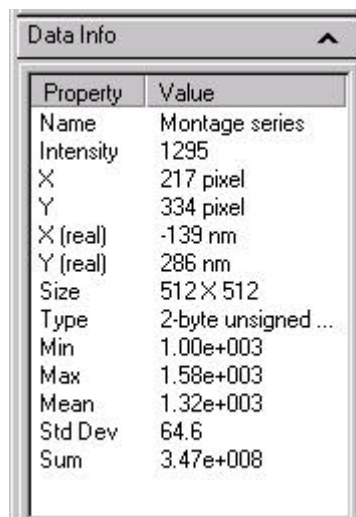 Data Info
Property Value
Name Montage series
Intensity 1295
X 217 pixel
Y 334 pixel
X (real) -139 nm
Y (real) 286 nm
Size 512 X 512
Type 2-byte unsigned ...
Min 1.00e+003
Max 1.58e+003
Mean 1.32e+003
Std Dev 64.6
Sum 3.47e+008